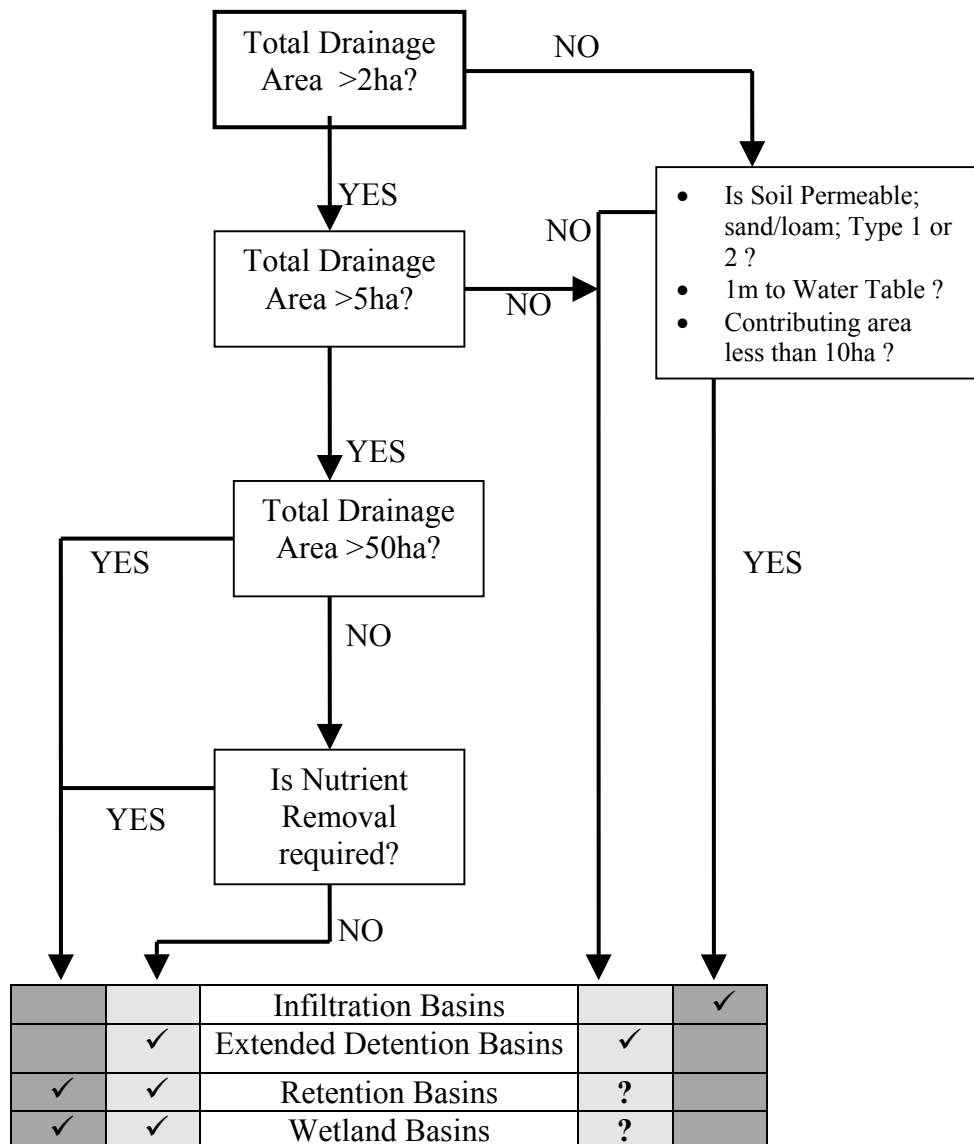 Total Drainage
Area >2ha?
NO
YES
• Is Soil Permeable;
sand/loam; Type 1 or
2 ?
• 1m to Water Table ?
• Contributing area
less than 10ha ?
NO
Total Drainage
Area >5ha?
NO
YES
Total Drainage
Area >50ha?
YES
YES
NO
Is Nutrient
Removal
required?
YES
NO
Infiltration Basins ✓
✓ Extended Detention Basins ✓
✓ ✓ Retention Basins ?
✓ ✓ Wetland Basins ?